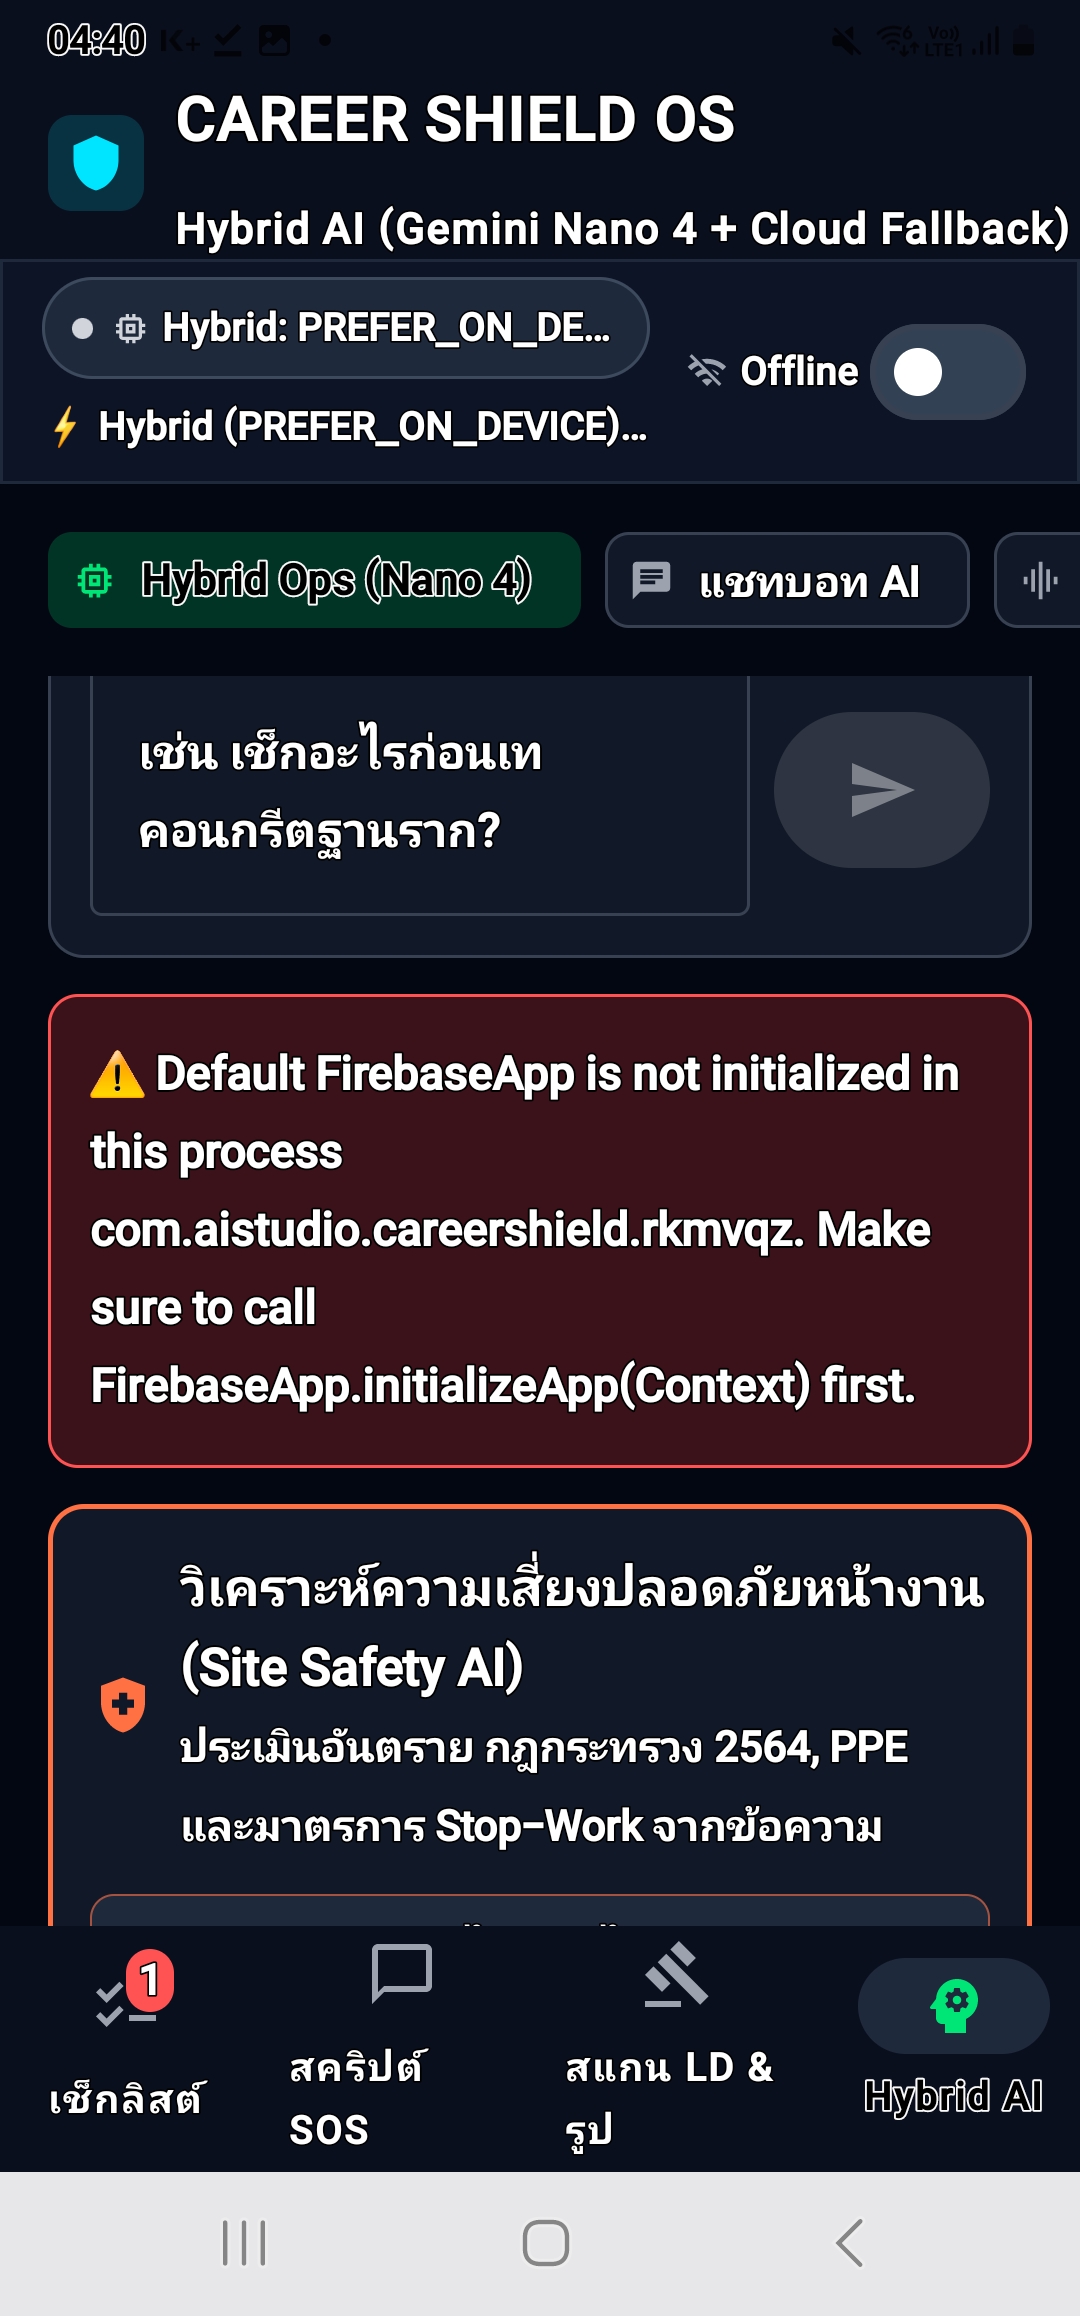 04:40
K+
6
Vo))
LTE1
CAREER SHIELD OS
Hybrid AI (Gemini Nano 4 + Cloud Fallback)
Hybrid: PREFER_ON_DE...
Offline
⚡ Hybrid (PREFER_ON_DEVICE)...
Hybrid Ops (Nano 4)
แชทบอท AI
เช่น เช็กอะไรก่อนเท
คอนกรีตฐานราก?
⚠️ Default FirebaseApp is not initialized in
this process
com.aistudio.careershield.rkmvqz. Make
sure to call
FirebaseApp.initializeApp(Context) first.
วิเคราะห์ความเสี่ยงปลอดภัยหน้างาน
(Site Safety AI)
ประเมินอันตราย กฎกระทรวง 2564, PPE
และมาตรการ Stop-Work จากข้อความ
1
เช็กลิสต์
สคริปต์
SOS
สแกน LD &
รูป
Hybrid AI